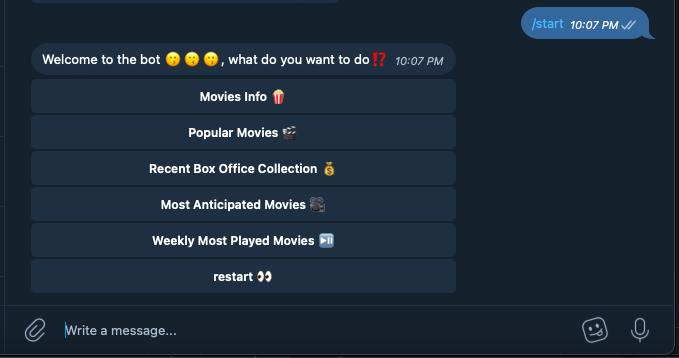 /start 10:07 PM
Welcome to the bot 😗😗😗, what do you want to do⁉️ 10:07 PM
Movies Info 🍿
Popular Movies 🎬
Recent Box Office Collection 💰
Most Anticipated Movies 🎥
Weekly Most Played Movies ⏯️
restart 👀
Write a message...